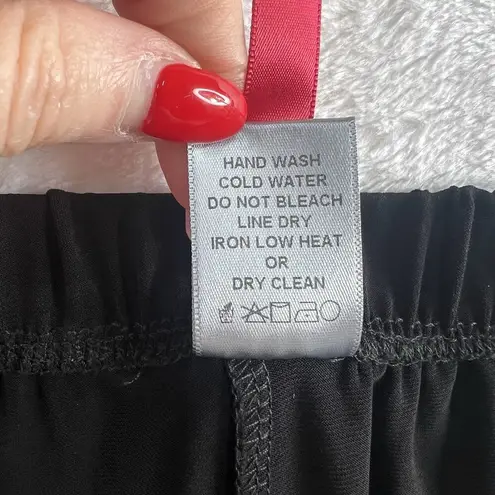 HAND WASH
COLD WATER
DO NOT BLEACH
LINE DRY
IRON LOW HEAT
OR
DRY CLEAN